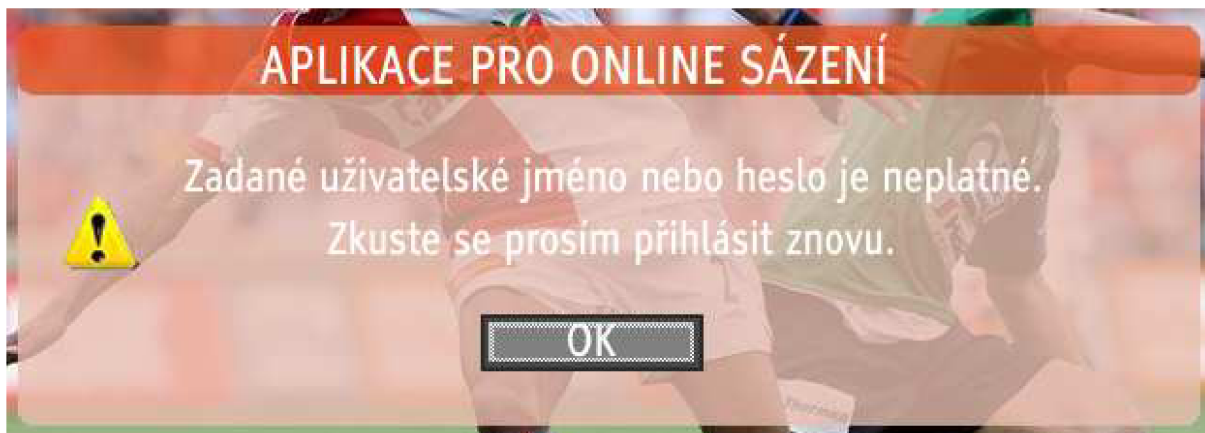 APLIKACE PRO ONLINE SÁZENÍ
Zadané uživatelské jméno nebo heslo je neplatné.
Zkuste se prosím přihlásit znovu.
OK